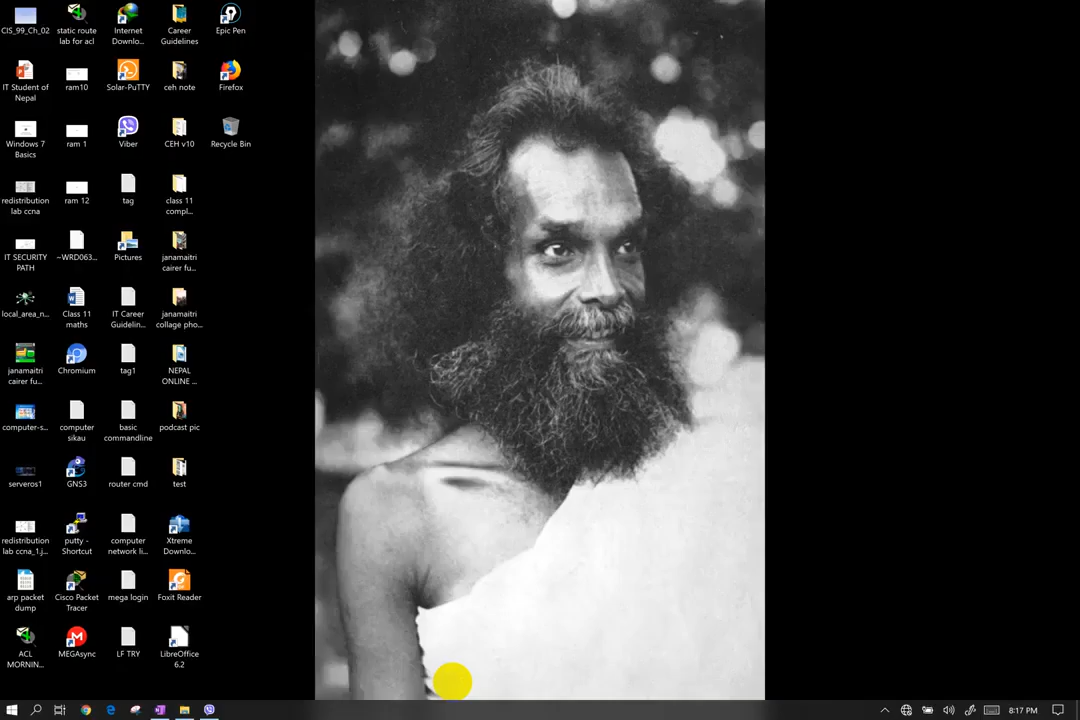 CIS_99_Ch_02
static route
lab for acl
Internet
Downlo...
Career
Guidelines
Epic Pen
IT Student of
Nepal
ram10
Solar-PuTTY
ceh note
Firefox
Windows 7
Basics
ram 1
Viber
CEH v10
Recycle Bin
redistribution
lab ccna
ram 12
tag
class 11
compl...
IT SECURITY
PATH
~WRD063...
Pictures
janamaitri
cairer fu...
local_area_n...
Class 11
maths
IT Career
Guidelin...
janamaitri
collage pho...
janamaitri
cairer fu...
Chromium
tag1
NEPAL
ONLINE ...
computer-s...
computer
sikau
basic
commandline
podcast pic
serveros1
GNS3
router cmd
test
redistribution
lab ccna_1.j...
putty -
Shortcut
computer
network li...
Xtreme
Downlo...
arp packet
dump
Cisco Packet
Tracer
mega login
Foxit Reader
ACL
MORNIN...
MEGAsync
LF TRY
LibreOffice
6.2
8:17 PM